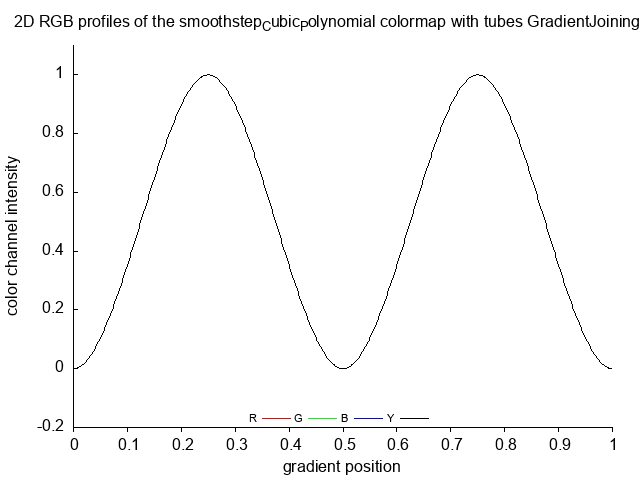 2D RGB profiles of the smoothstepCubicPolynomial colormap with tubes GradientJoining
1
0.8
0.6
0.4
0.2
0
-0.2
color channel intensity
R G B Y
0 0.1 0.2 0.3 0.4 0.5 0.6 0.7 0.8 0.9 1
gradient position